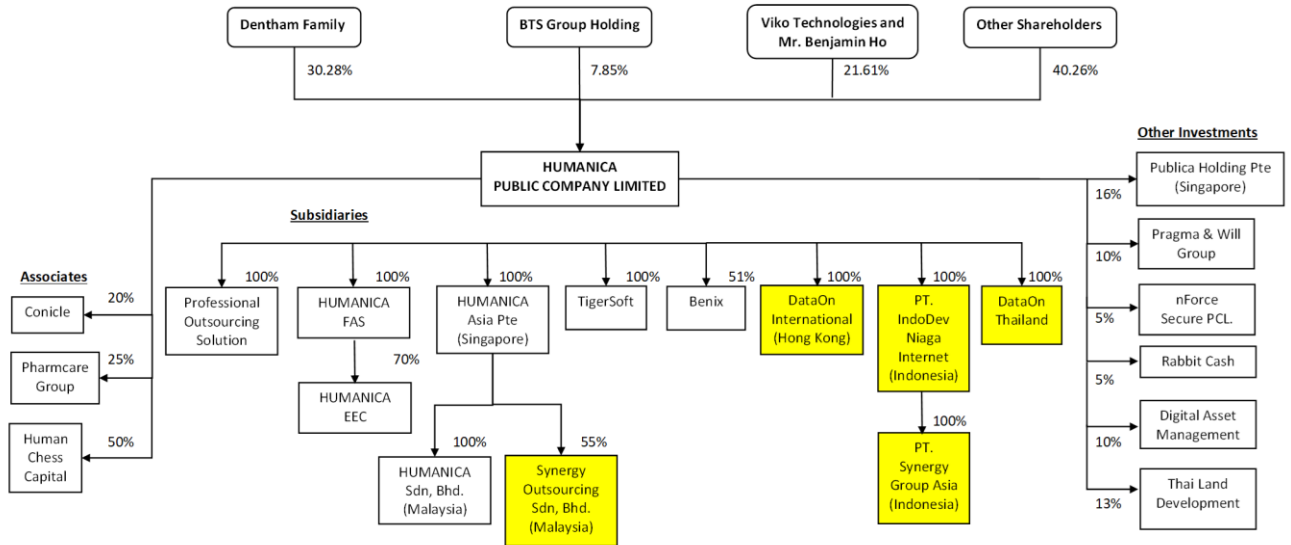 Dentham Family
BTS Group Holding
Viko Technologies and
Mr. Benjamin Ho
Other Shareholders
30.28%
7.85%
21.61%
40.26%
HUMANICA
PUBLIC COMPANY LIMITED
Subsidiaries
100%
Professional
Outsourcing
Solution
100%
HUMANICA
FAS
70%
HUMANICA
EEC
100%
HUMANICA
Asia Pte
(Singapore)
100%
HUMANICA
Sdn, Bhd.
(Malaysia)
55%
Synergy
Outsourcing
Sdn, Bhd.
(Malaysia)
100%
TigerSoft
51%
Benix
100%
DataOn
International
(Hong Kong)
100%
PT.
IndoDev
Niaga
Internet
(Indonesia)
100%
PT.
Synergy
Group Asia
(Indonesia)
100%
DataOn
Thailand
Associates
20%
Conicle
25%
Pharmcare
Group
50%
Human
Chess
Capital
Other Investments
Publica Holding Pte
(Singapore)
16%
Pragma & Will
Group
10%
nForce
Secure PCL.
5%
Rabbit Cash
5%
Digital Asset
Management
10%
Thai Land
Development
13%